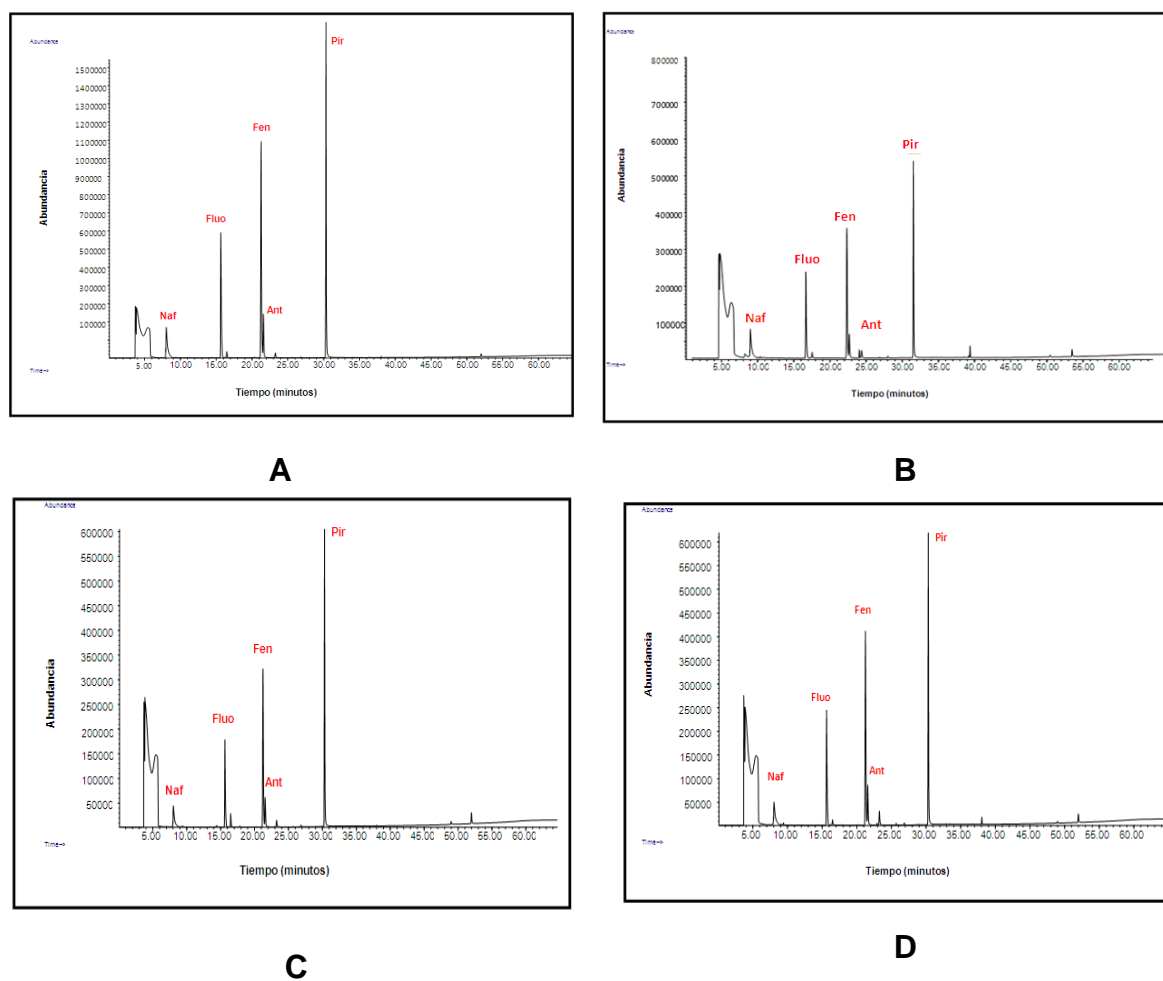 Abundance
Pir
1500000
1400000
1300000
1200000
1100000
1000000
900000
800000
700000
600000
500000
400000
300000
200000
100000
Fen
Fluo
Ant
Naf
Abundancia
5.00 10.00 15.00 20.00 25.00 30.00 35.00 40.00 45.00 50.00 55.00 60.00
Time-->
Tiempo (minutos)
A
Abundance
800000
700000
600000
500000
400000
300000
200000
100000
Pir
Fen
Fluo
Naf
Ant
Abundancia
5.00 10.00 15.00 20.00 25.00 30.00 35.00 40.00 45.00 50.00 55.00 60.00
Time-->
Tiempo (minutos)
B
Abundance
600000
550000
500000
450000
400000
350000
300000
250000
200000
150000
100000
50000
Pir
Fen
Fluo
Ant
Naf
Abundancia
5.00 10.00 15.00 20.00 25.00 30.00 35.00 40.00 45.00 50.00 55.00 60.00
Time-->
Tiempo (minutos)
C
Abundance
600000
550000
500000
450000
400000
350000
300000
250000
200000
150000
100000
50000
Pir
Fen
Fluo
Ant
Naf
Abundancia
5.00 10.00 15.00 20.00 25.00 30.00 35.00 40.00 45.00 50.00 55.00 60.00
Time-->
Tiempo (minutos)
D